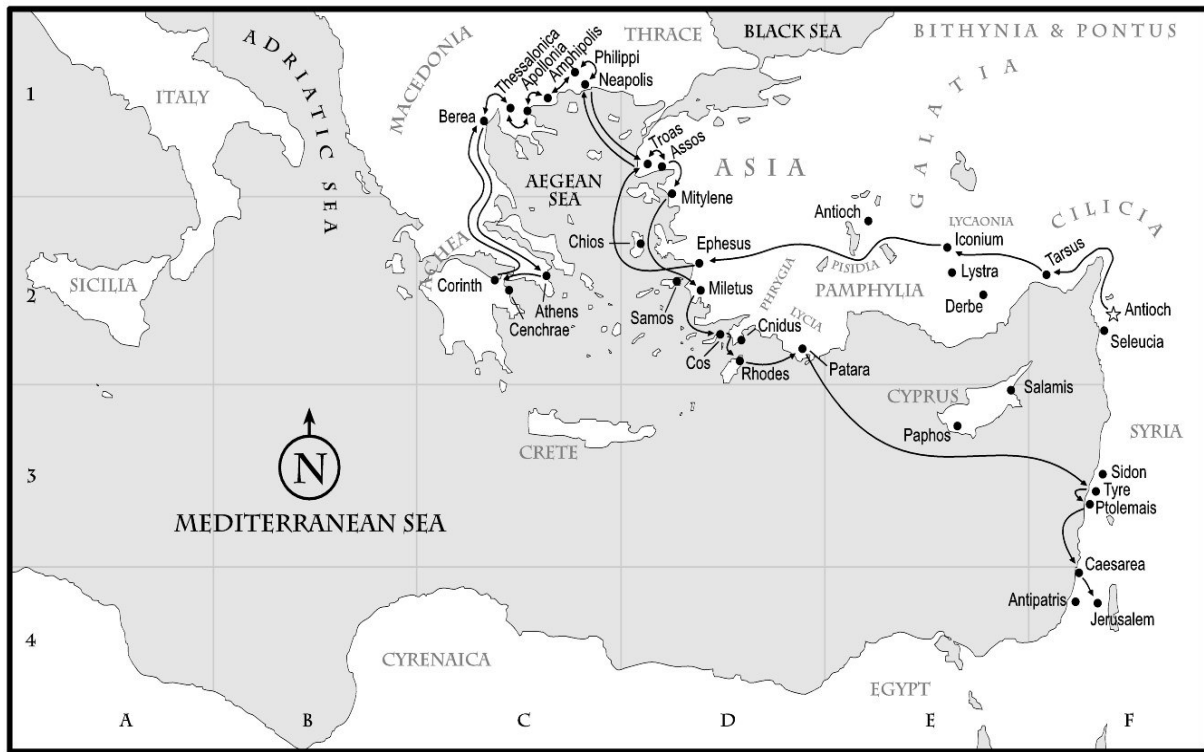 BLACK SEA
BITHYNIA & PONTUS
THRACE
MACEDONIA
ADRIATIC SEA
ITALY
GALATIA
ASIA
CILICIA
1
Thessalonica
Apollonia
Amphipolis
Philippi
Neapolis
Berea
Troas
Assos
AEGEAN
SEA
Mitylene
Antioch
LYCAONIA
Iconium
Tarsus
Chios
Ephesus
ACHEA
PISIDIA
PHRYGIA
Lystra
2
SICILIA
Corinth
Athens
Cenchrae
Samos
Miletus
PAMPHYLIA
Derbe
Antioch
LYCIA
Cnidus
Seleucia
Cos
Rhodes
Patara
CYPRUS
Salamis
Paphos
SYRIA
CRETE
N
3
MEDITERRANEAN SEA
Sidon
Tyre
Ptolemais
Caesarea
Antipatris
Jerusalem
4
CYRENAICA
EGYPT
A
B
C
D
E
F